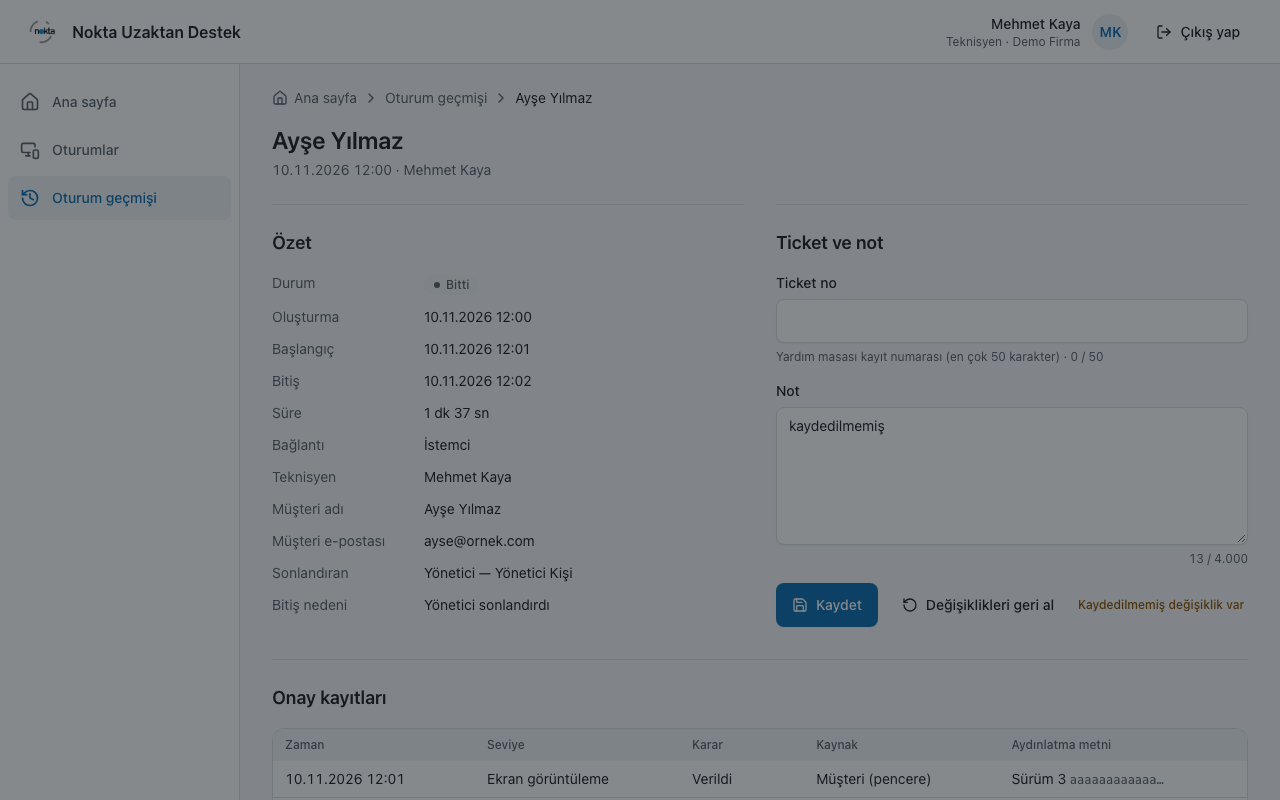 nokta
Nokta Uzaktan Destek
Mehmet Kaya
Teknisyen · Demo Firma
MK
Çıkış yap
Ana sayfa
Oturumlar
Oturum geçmişi
Ana sayfa > Oturum geçmişi > Ayşe Yılmaz
Ayşe Yılmaz
10.11.2026 12:00 · Mehmet Kaya
Özet
Durum Bitti
Oluşturma 10.11.2026 12:00
Başlangıç 10.11.2026 12:01
Bitiş 10.11.2026 12:02
Süre 1 dk 37 sn
Bağlantı İstemci
Teknisyen Mehmet Kaya
Müşteri adı Ayşe Yılmaz
Müşteri e-postası ayse@ornek.com
Sonlandıran Yönetici — Yönetici Kişi
Bitiş nedeni Yönetici sonlandırdı
Ticket ve not
Ticket no
Yardım masası kayıt numarası (en çok 50 karakter) · 0 / 50
Not
kaydedilmemiş
13 / 4.000
Kaydet
Değişiklikleri geri al
Kaydedilmemiş değişiklik var
Onay kayıtları
Zaman Seviye Karar Kaynak Aydınlatma metni
10.11.2026 12:01 Ekran görüntüleme Verildi Müşteri (pencere) Sürüm 3 aaaaaaaaaaaa…